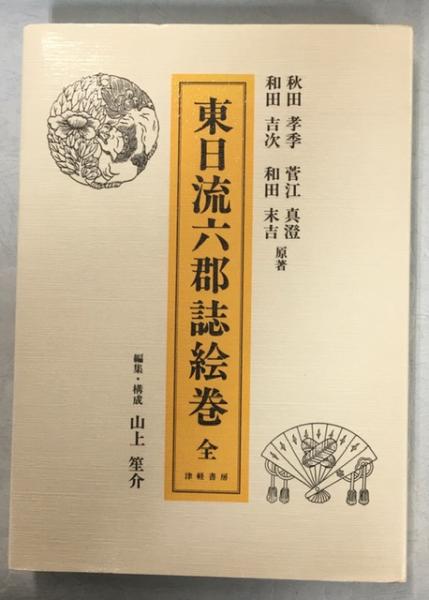 秋田 孝季 菅江 真澄
和田 吉次 和田 末吉 原著
東日流六郡誌絵巻 全
津軽書房
編集・構成 山上 笙介